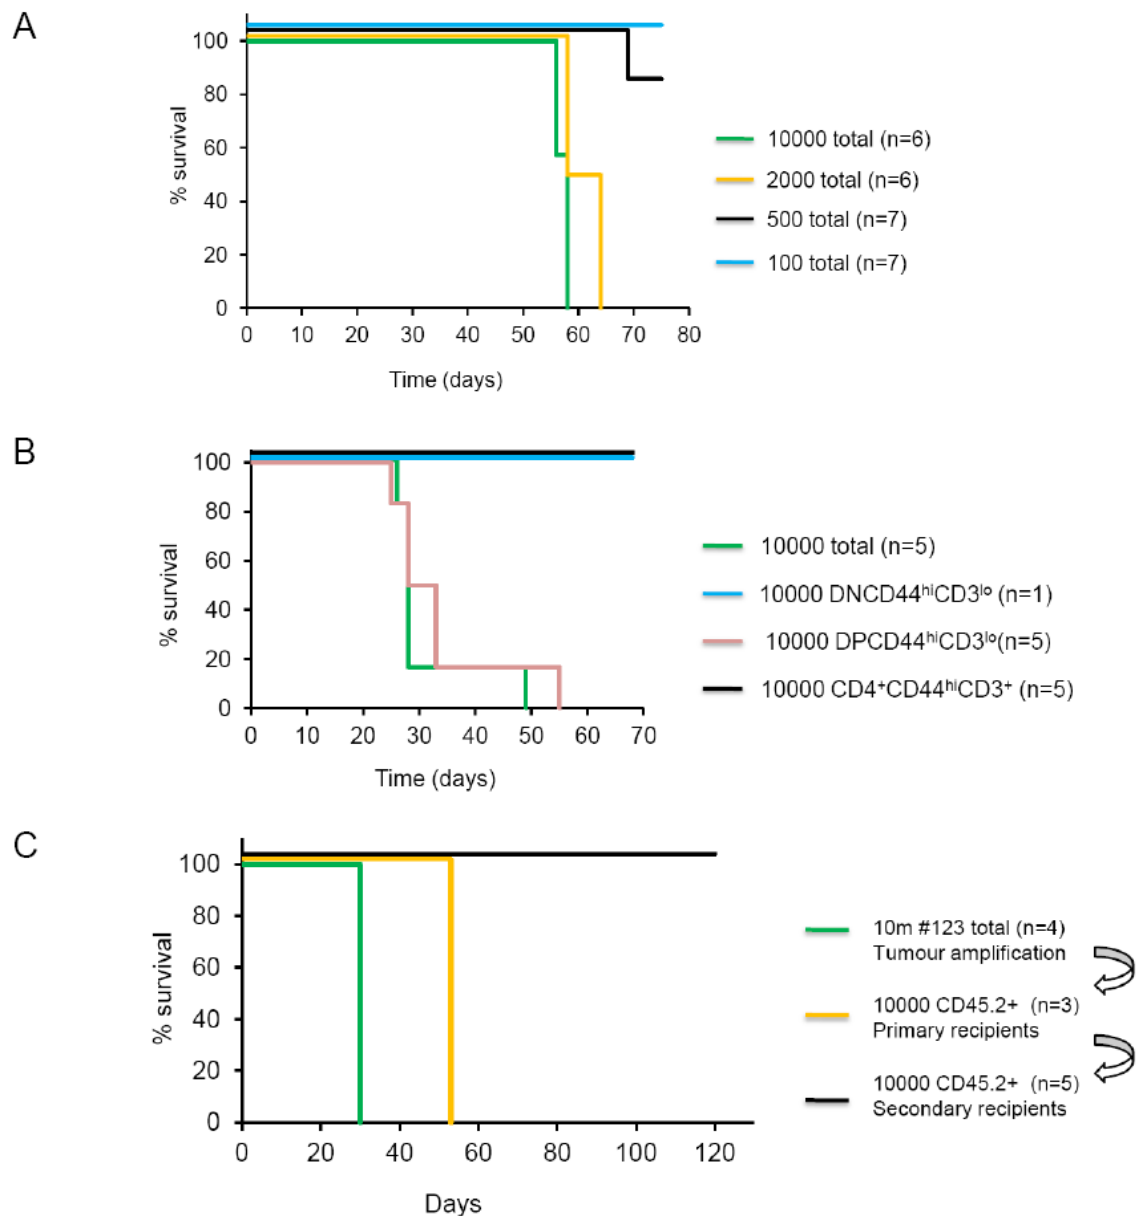 A
100
80
60
40
20
0
% survival
0 10 20 30 40 50 60 70 80
Time (days)
10000 total (n=6)
2000 total (n=6)
500 total (n=7)
100 total (n=7)
B
100
80
60
40
20
0
% survival
0 10 20 30 40 50 60 70
Time (days)
10000 total (n=5)
10000 DNCD44ʰⁱCD3ˡᵒ (n=1)
10000 DPCD44ʰⁱCD3ˡᵒ(n=5)
10000 CD4⁺CD44ʰⁱCD3⁺ (n=5)
C
100
80
60
40
20
0
% survival
0 20 40 60 80 100 120
Days
10m #123 total (n=4)
Tumour amplification
10000 CD45.2+ (n=3)
Primary recipients
10000 CD45.2+ (n=5)
Secondary recipients